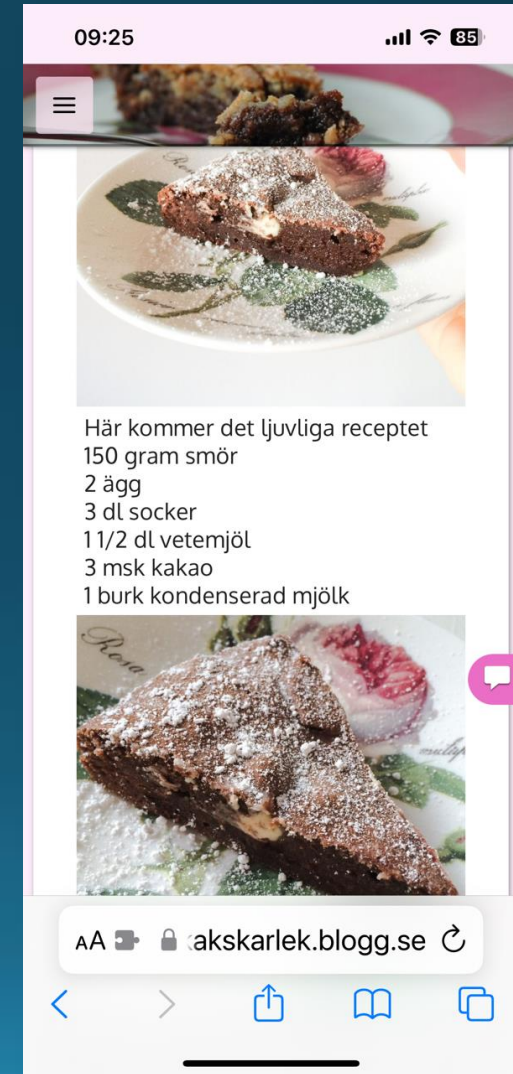 09:25
85
Här kommer det ljuvliga receptet
150 gram smör
2 ägg
3 dl socker
1 1/2 dl vetemjöl
3 msk kakao
1 burk kondenserad mjölk
Rosa
AA
akskarlek.blogg.se